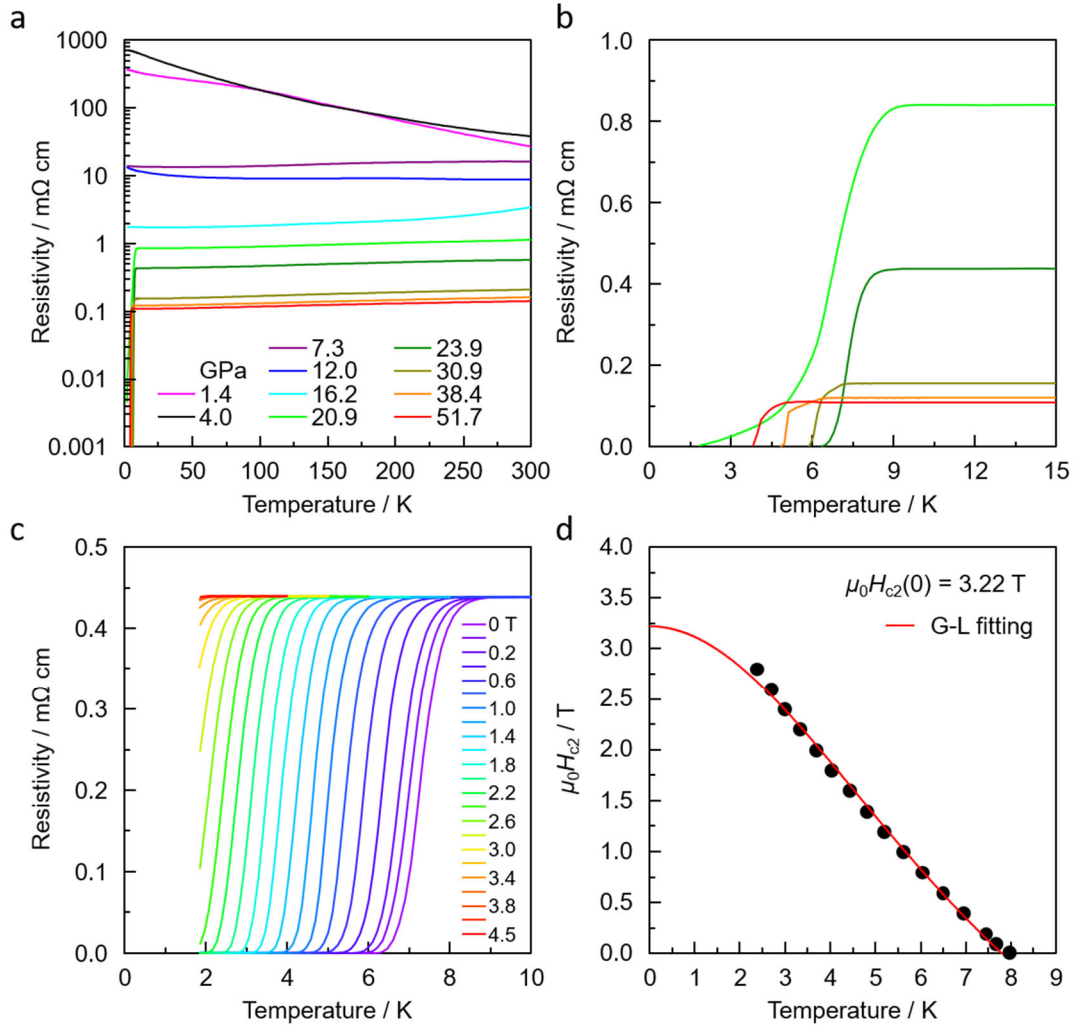 a
1000
100
10
1
0.1
0.01
0.001
Resistivity / mΩ cm
GPa
1.4
4.0
7.3
12.0
16.2
20.9
23.9
30.9
38.4
51.7
0 50 100 150 200 250 300
Temperature / K
b
1.0
0.8
0.6
0.4
0.2
0.0
Resistivity / mΩ cm
0 3 6 9 12 15
Temperature / K
c
0.5
0.4
0.3
0.2
0.1
0.0
Resistivity / mΩ cm
0 T
0.2
0.6
1.0
1.4
1.8
2.2
2.6
3.0
3.4
3.8
4.5
0 2 4 6 8 10
Temperature / K
d
4.0
3.5
3.0
2.5
2.0
1.5
1.0
0.5
0.0
μ₀Hc₂ / T
μ₀Hc₂(0) = 3.22 T
G-L fitting
0 1 2 3 4 5 6 7 8 9
Temperature / K